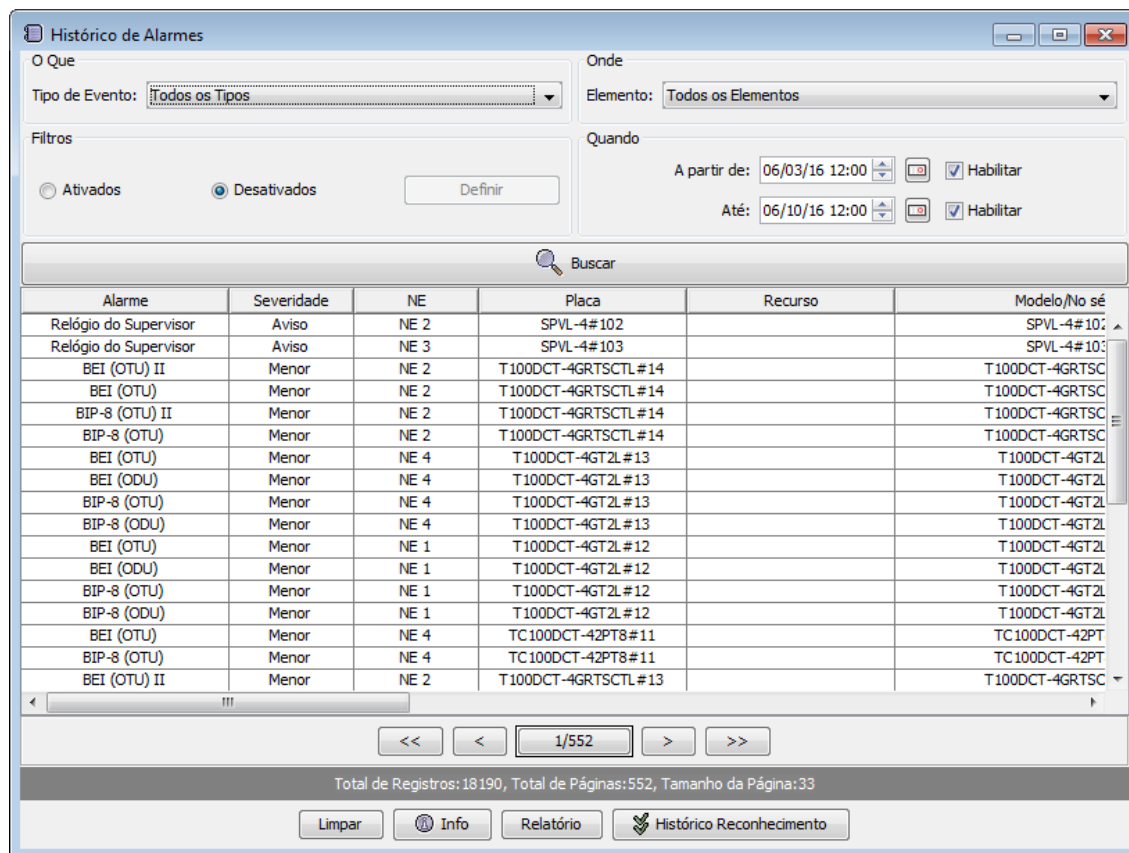 Histórico de Alarmes
O Que
Tipo de Evento: Todos os Tipos
Onde
Elemento: Todos os Elementos
Filtros
Ativados Desativados Definir
Quando
A partir de: 06/03/16 12:00 Habilitar
Até: 06/10/16 12:00 Habilitar
Buscar
Alarme Severidade NE Placa Recurso Modelo/No sé
Relógio do Supervisor Aviso NE 2 SPVL-4#102 SPVL-4#102
Relógio do Supervisor Aviso NE 3 SPVL-4#103 SPVL-4#103
BEI (OTU) II Menor NE 2 T100DCT-4GRTSCTL#14 T100DCT-4GRTSC
BEI (OTU) Menor NE 2 T100DCT-4GRTSCTL#14 T100DCT-4GRTSC
BIP-8 (OTU) II Menor NE 2 T100DCT-4GRTSCTL#14 T100DCT-4GRTSC
BIP-8 (OTU) Menor NE 2 T100DCT-4GRTSCTL#14 T100DCT-4GRTSC
BEI (OTU) Menor NE 4 T100DCT-4GT2L#13 T100DCT-4GT2L
BEI (ODU) Menor NE 4 T100DCT-4GT2L#13 T100DCT-4GT2L
BIP-8 (OTU) Menor NE 4 T100DCT-4GT2L#13 T100DCT-4GT2L
BIP-8 (ODU) Menor NE 4 T100DCT-4GT2L#13 T100DCT-4GT2L
BEI (OTU) Menor NE 1 T100DCT-4GT2L#12 T100DCT-4GT2L
BEI (ODU) Menor NE 1 T100DCT-4GT2L#12 T100DCT-4GT2L
BIP-8 (OTU) Menor NE 1 T100DCT-4GT2L#12 T100DCT-4GT2L
BIP-8 (ODU) Menor NE 1 T100DCT-4GT2L#12 T100DCT-4GT2L
BEI (OTU) Menor NE 4 TC100DCT-42PT8#11 TC100DCT-42PT
BIP-8 (OTU) Menor NE 4 TC100DCT-42PT8#11 TC100DCT-42PT
BEI (OTU) II Menor NE 2 T100DCT-4GRTSCTL#13 T100DCT-4GRTSC
<< < 1/552 > >>
Total de Registros:18190, Total de Páginas:552, Tamanho da Página:33
Limpar Info Relatório Histórico Reconhecimento